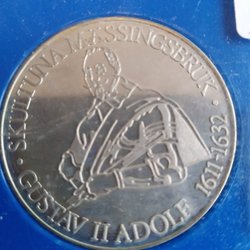 SKULTUNA MESSINGSBRUK
· GUSTAV II ADOLF 1611-1632 ·